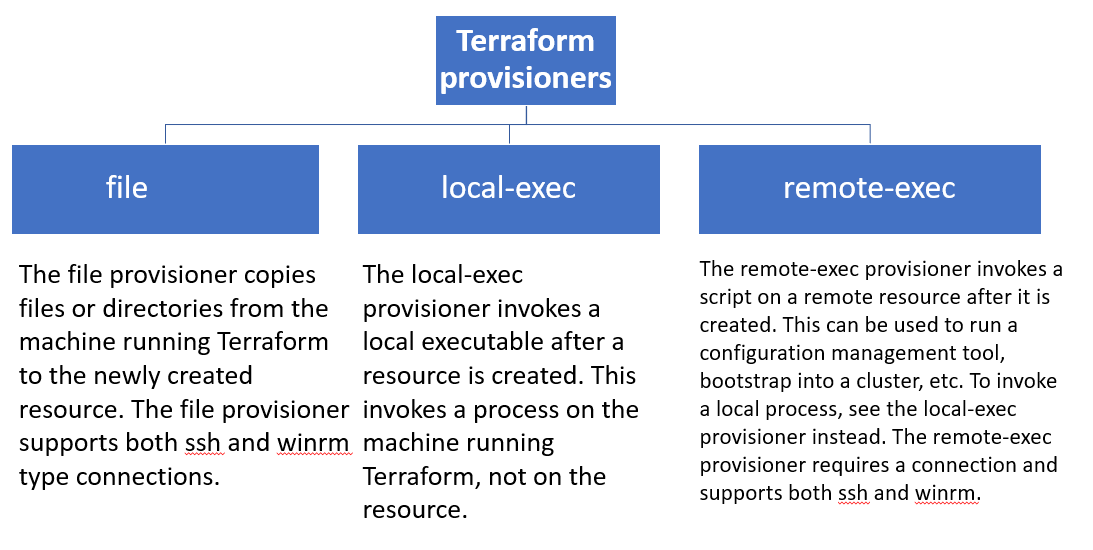 Terraform
provisioners
file
local-exec
remote-exec
The file provisioner copies
files or directories from the
machine running Terraform
to the newly created
resource. The file provisioner
supports both ssh and winrm
type connections.
The local-exec
provisioner invokes a
local executable after a
resource is created. This
invokes a process on the
machine running
Terraform, not on the
resource.
The remote-exec provisioner invokes a
script on a remote resource after it is
created. This can be used to run a
configuration management tool,
bootstrap into a cluster, etc. To invoke
a local process, see the local-exec
provisioner instead. The remote-exec
provisioner requires a connection and
supports both ssh and winrm.